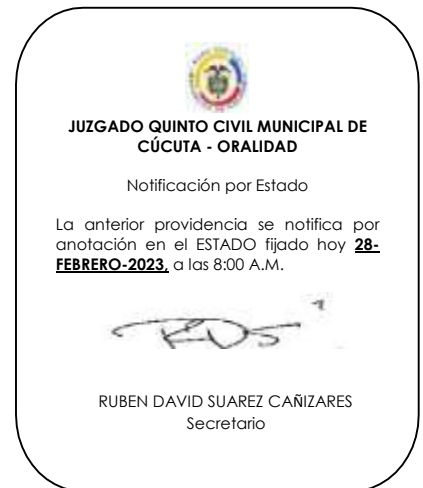 JUZGADO QUINTO CIVIL MUNICIPAL DE
CÚCUTA - ORALIDAD
Notificación por Estado
La anterior providencia se notifica por
anotación en el ESTADO fijado hoy 28-
FEBRERO-2023, a las 8:00 A.M.
RUBEN DAVID SUAREZ CAÑIZARES
Secretario